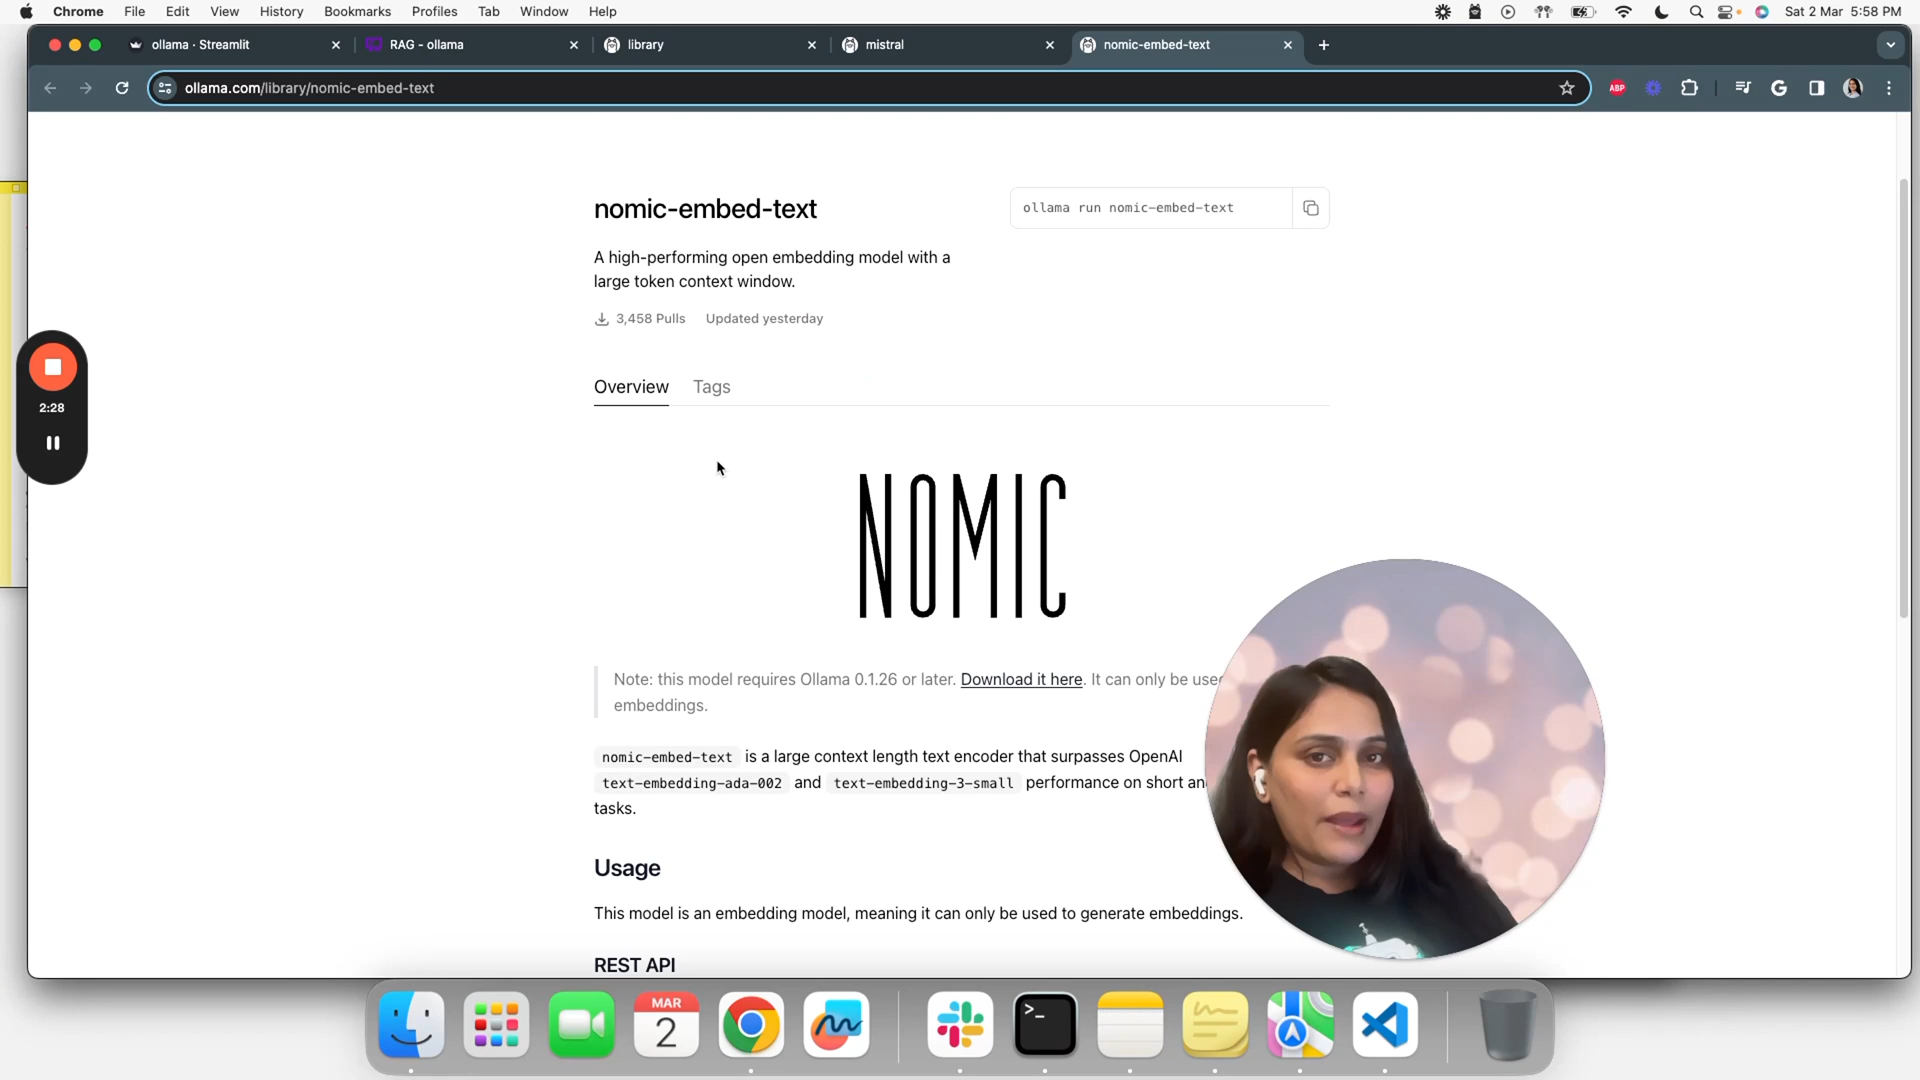 Chrome File Edit View History Bookmarks Profiles Tab Window Help Sat 2 Mar 5:58 PM
ollama · Streamlit RAG - ollama library mistral nomic-embed-text
ollama.com/library/nomic-embed-text ABP
nomic-embed-text
ollama run nomic-embed-text
A high-performing open embedding model with a
large token context window.
3,458 Pulls Updated yesterday
Overview Tags
2:28
NOMIC
Note: this model requires Ollama 0.1.26 or later. Download it here. It can only be used
embeddings.
nomic-embed-text is a large context length text encoder that surpasses OpenAI
text-embedding-ada-002 and text-embedding-3-small performance on short an
tasks.
Usage
This model is an embedding model, meaning it can only be used to generate embeddings.
REST API
MAR
2